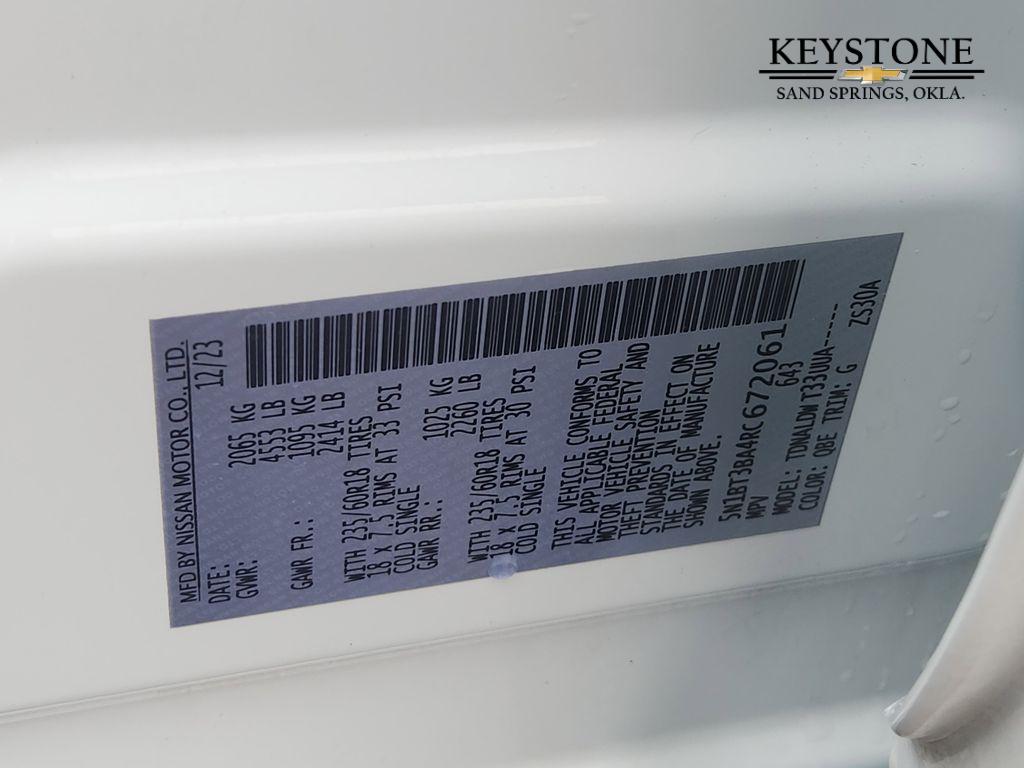 KEYSTONE
SAND SPRINGS, OKLA.
MFD BY NISSAN MOTOR CO., LTD.
DATE: 12/23
GVWR: 2065 KG
4553 LB
GAWR FR.: 1095 KG
2414 LB
WITH 235/60R18 TIRES
18 X 7.5 RIMS AT 33 PSI
COLD SINGLE
GAWR RR.: 1025 KG
2260 LB
WITH 235/60R18 TIRES
18 X 7.5 RIMS AT 30 PSI
COLD SINGLE
THIS VEHICLE CONFORMS TO
ALL APPLICABLE FEDERAL
MOTOR VEHICLE SAFETY AND
THEFT PREVENTION
STANDARDS IN EFFECT ON
THE DATE OF MANUFACTURE
SHOWN ABOVE.
5N1BT3BA4RC672061
MPV 643
MODEL: TDNALDW T33UUA-----
COLOR: QBE TRIM: G ZS30A